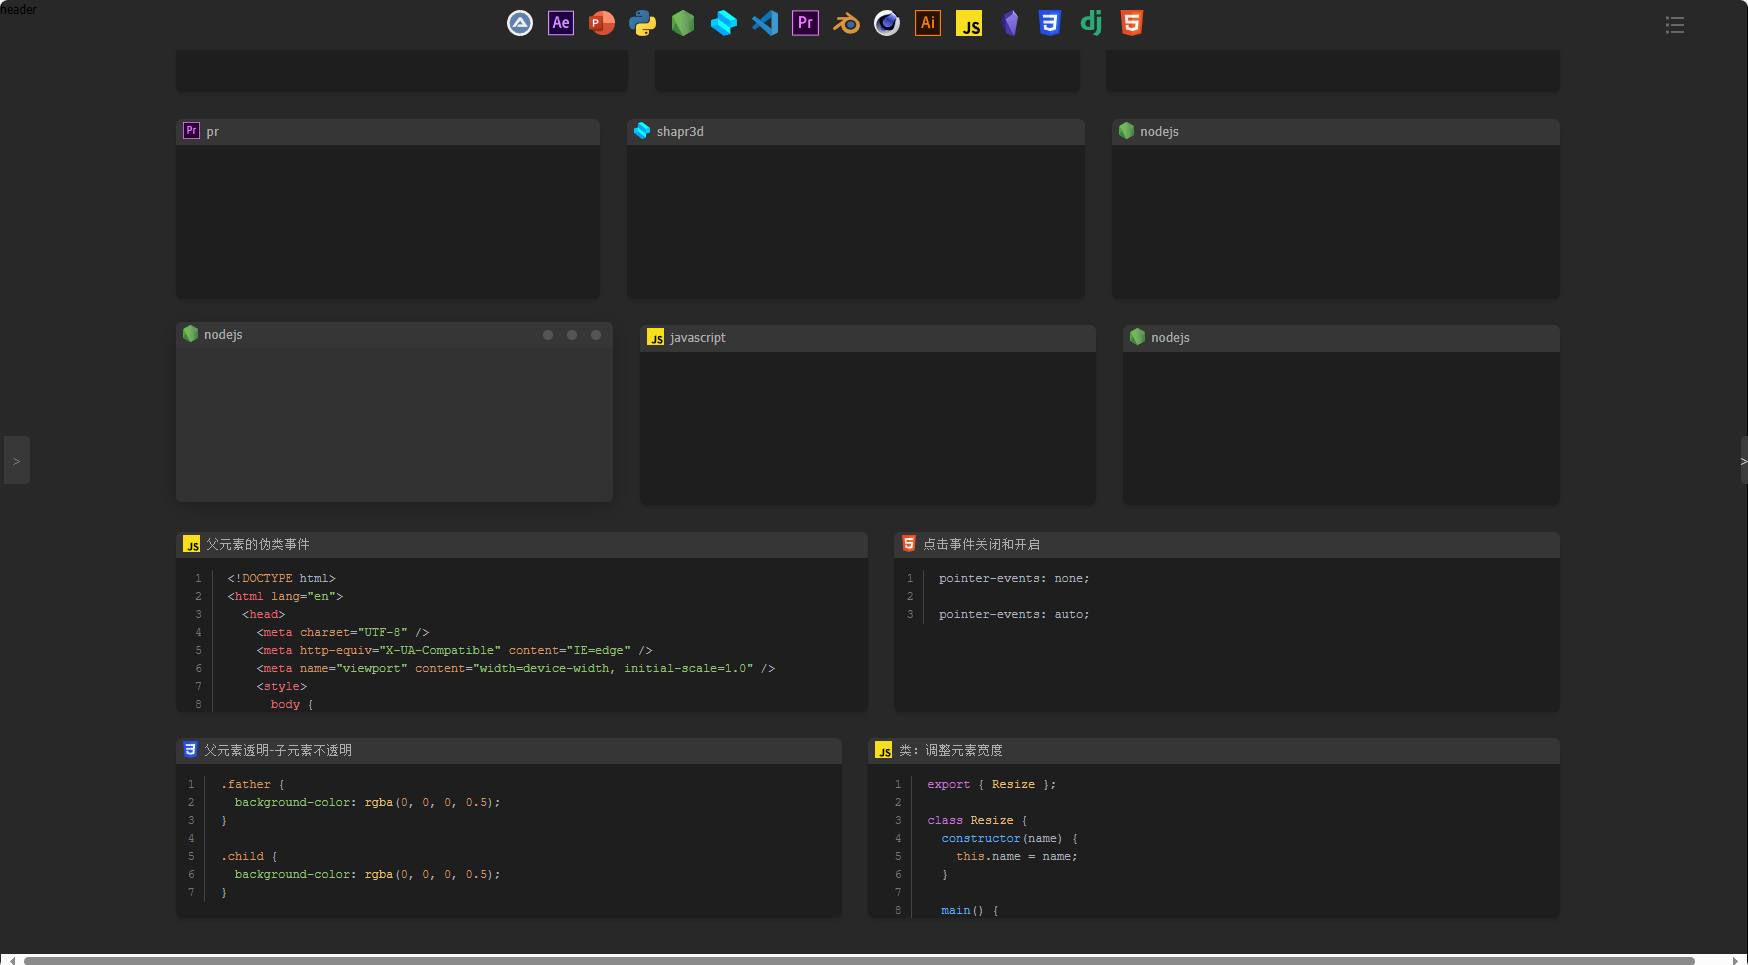 header
Ae
P
Pr
Ai
JS
3
dj
5
Pr pr
shapr3d
nodejs
nodejs
JS javascript
nodejs
>
>
JS 父元素的伪类事件
1 <!DOCTYPE html>
2 <html lang="en">
3 <head>
4 <meta charset="UTF-8" />
5 <meta http-equiv="X-UA-Compatible" content="IE=edge" />
6 <meta name="viewport" content="width=device-width, initial-scale=1.0" />
7 <style>
8 body {
5 点击事件关闭和开启
1 pointer-events: none;
2
3 pointer-events: auto;
3 父元素透明-子元素不透明
1 .father {
2 background-color: rgba(0, 0, 0, 0.5);
3 }
4
5 .child {
6 background-color: rgba(0, 0, 0, 0.5);
7 }
JS 类：调整元素宽度
1 export { Resize };
2
3 class Resize {
4 constructor(name) {
5 this.name = name;
6 }
7
8 main() {